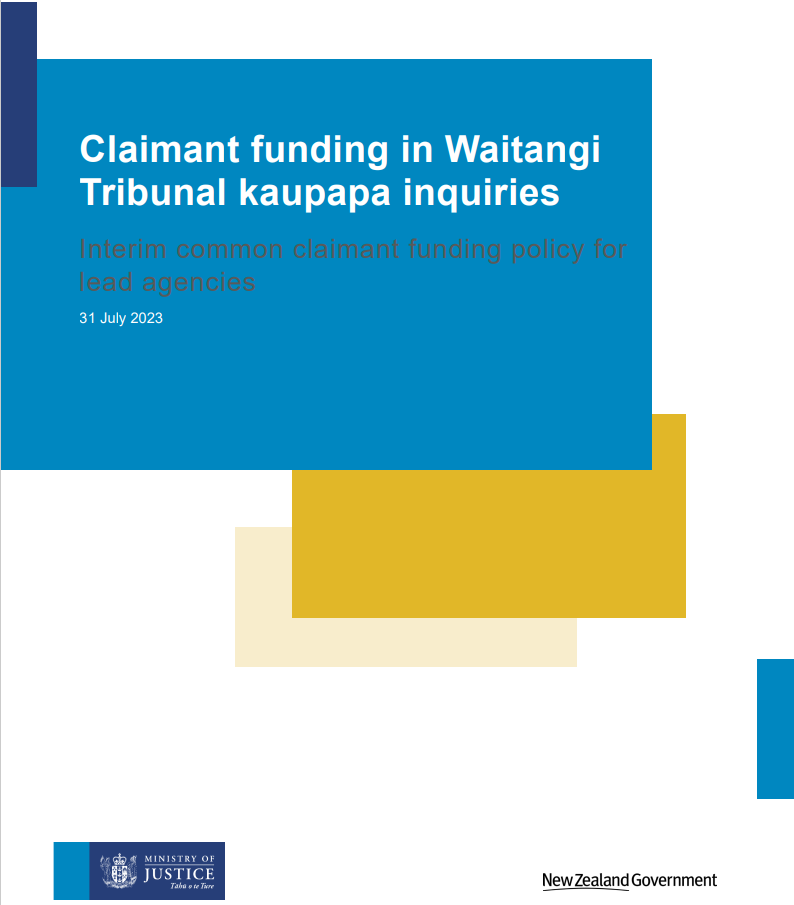 Claimant funding in Waitangi
Tribunal kaupapa inquiries
Interim common claimant funding policy for
lead agencies
31 July 2023
MINISTRY OF
JUSTICE
Tāhū o te Ture
New Zealand Government